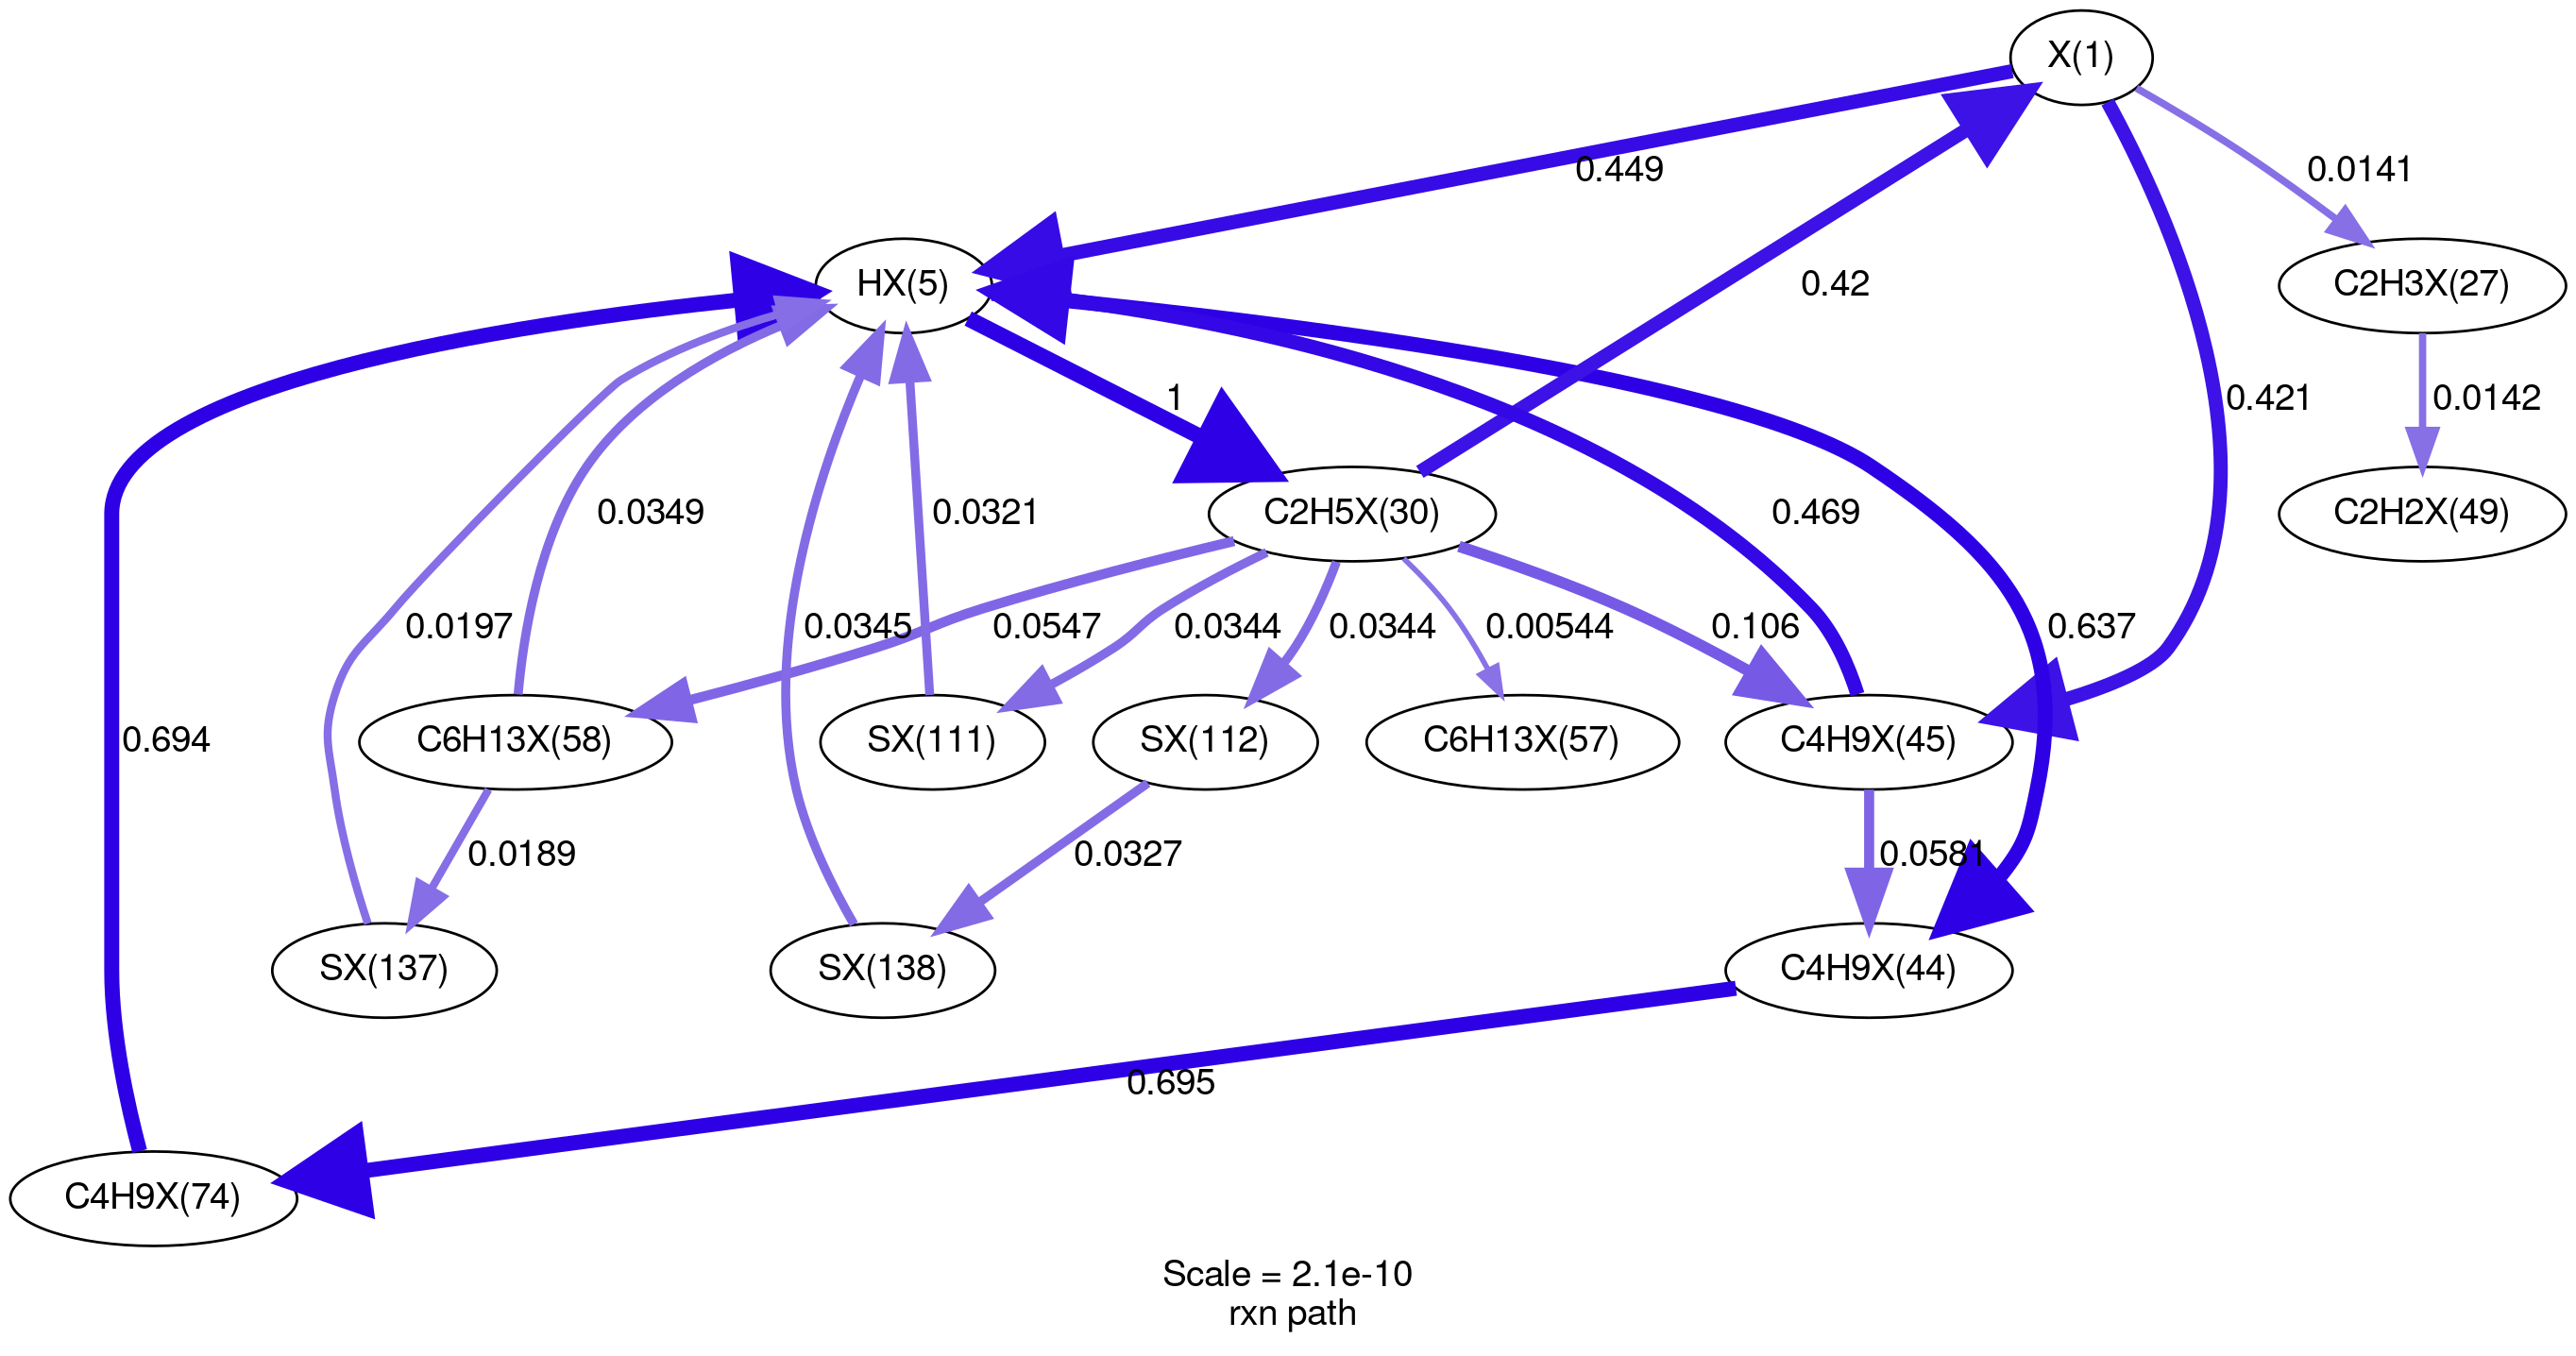 X(1)
0.449
0.0141
HX(5)
0.42
C2H3X(27)
1
0.421
0.0142
0.0349
0.0321
C2H5X(30)
0.469
C2H2X(49)
0.0197
0.0345
0.0547
0.0344
0.0344
0.00544
0.106
0.637
0.694
C6H13X(58)
SX(111)
SX(112)
C6H13X(57)
C4H9X(45)
0.0189
0.0327
0.0581
SX(137)
SX(138)
C4H9X(44)
0.695
C4H9X(74)
Scale = 2.1e-10
rxn path